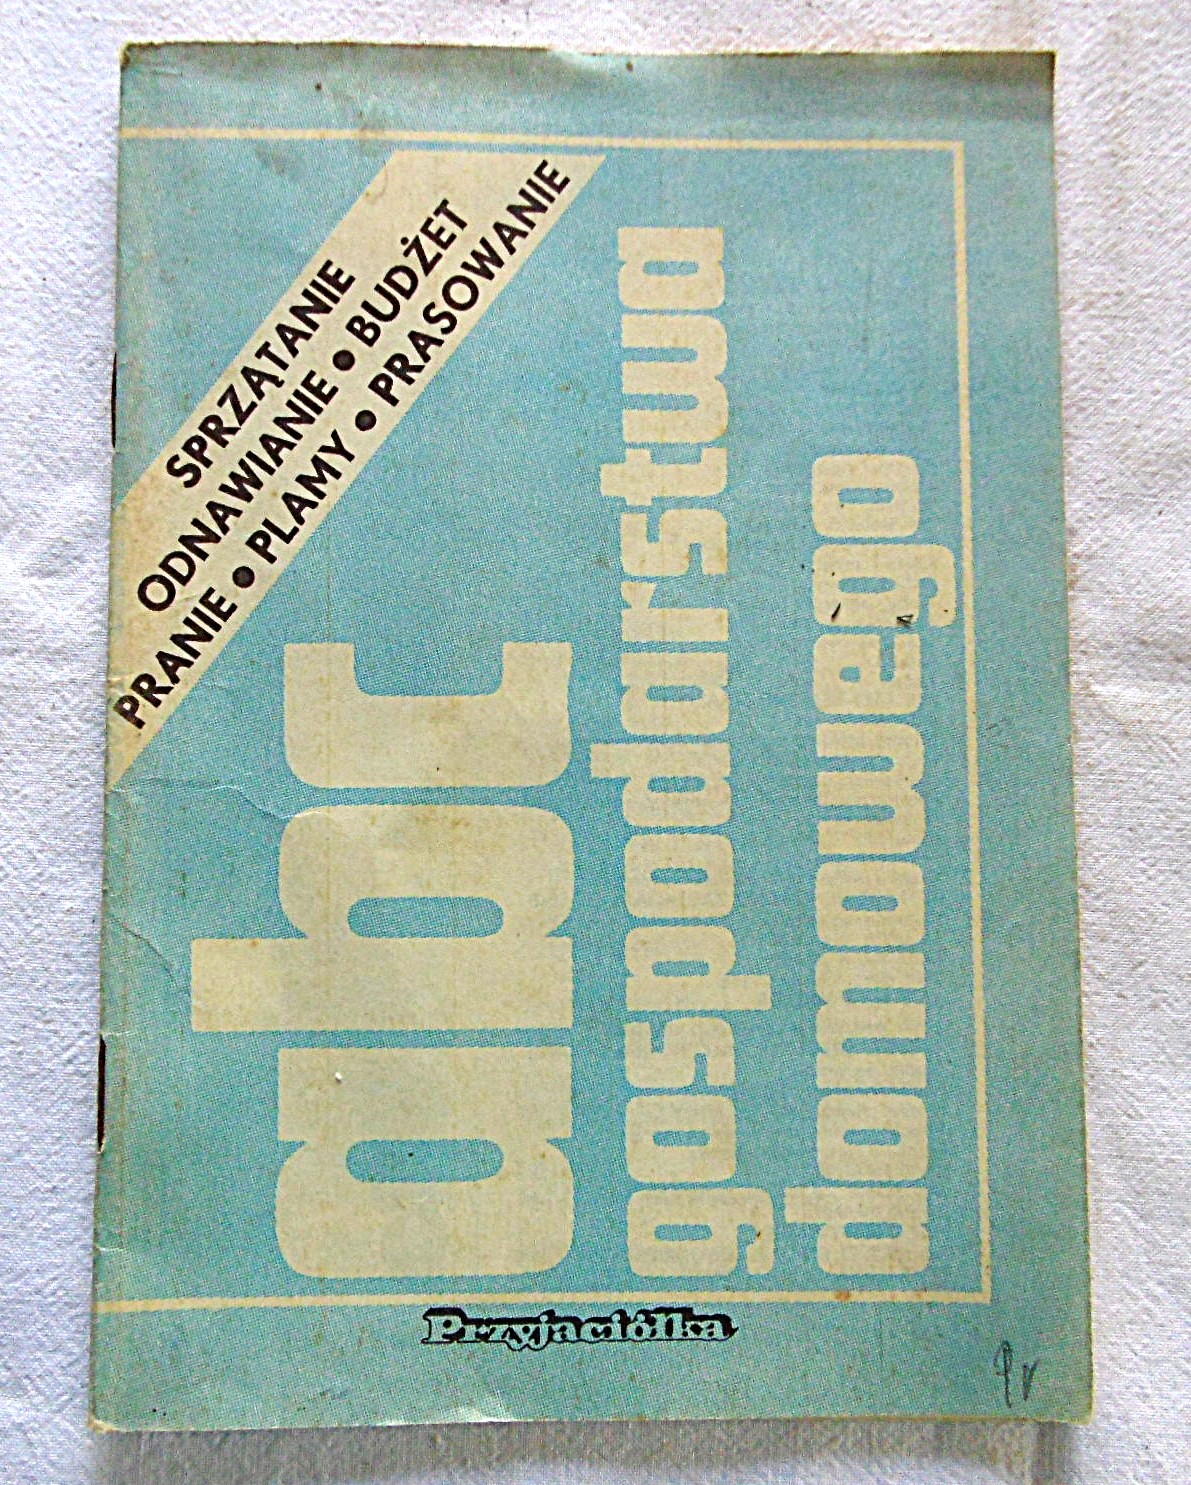 SPRZĄTANIE
ODNAWIANIE • BUDŻET
PRANIE • PLAMY • PRASOWANIE
abc
gospodarstwa
domowego
Przyjaciółka